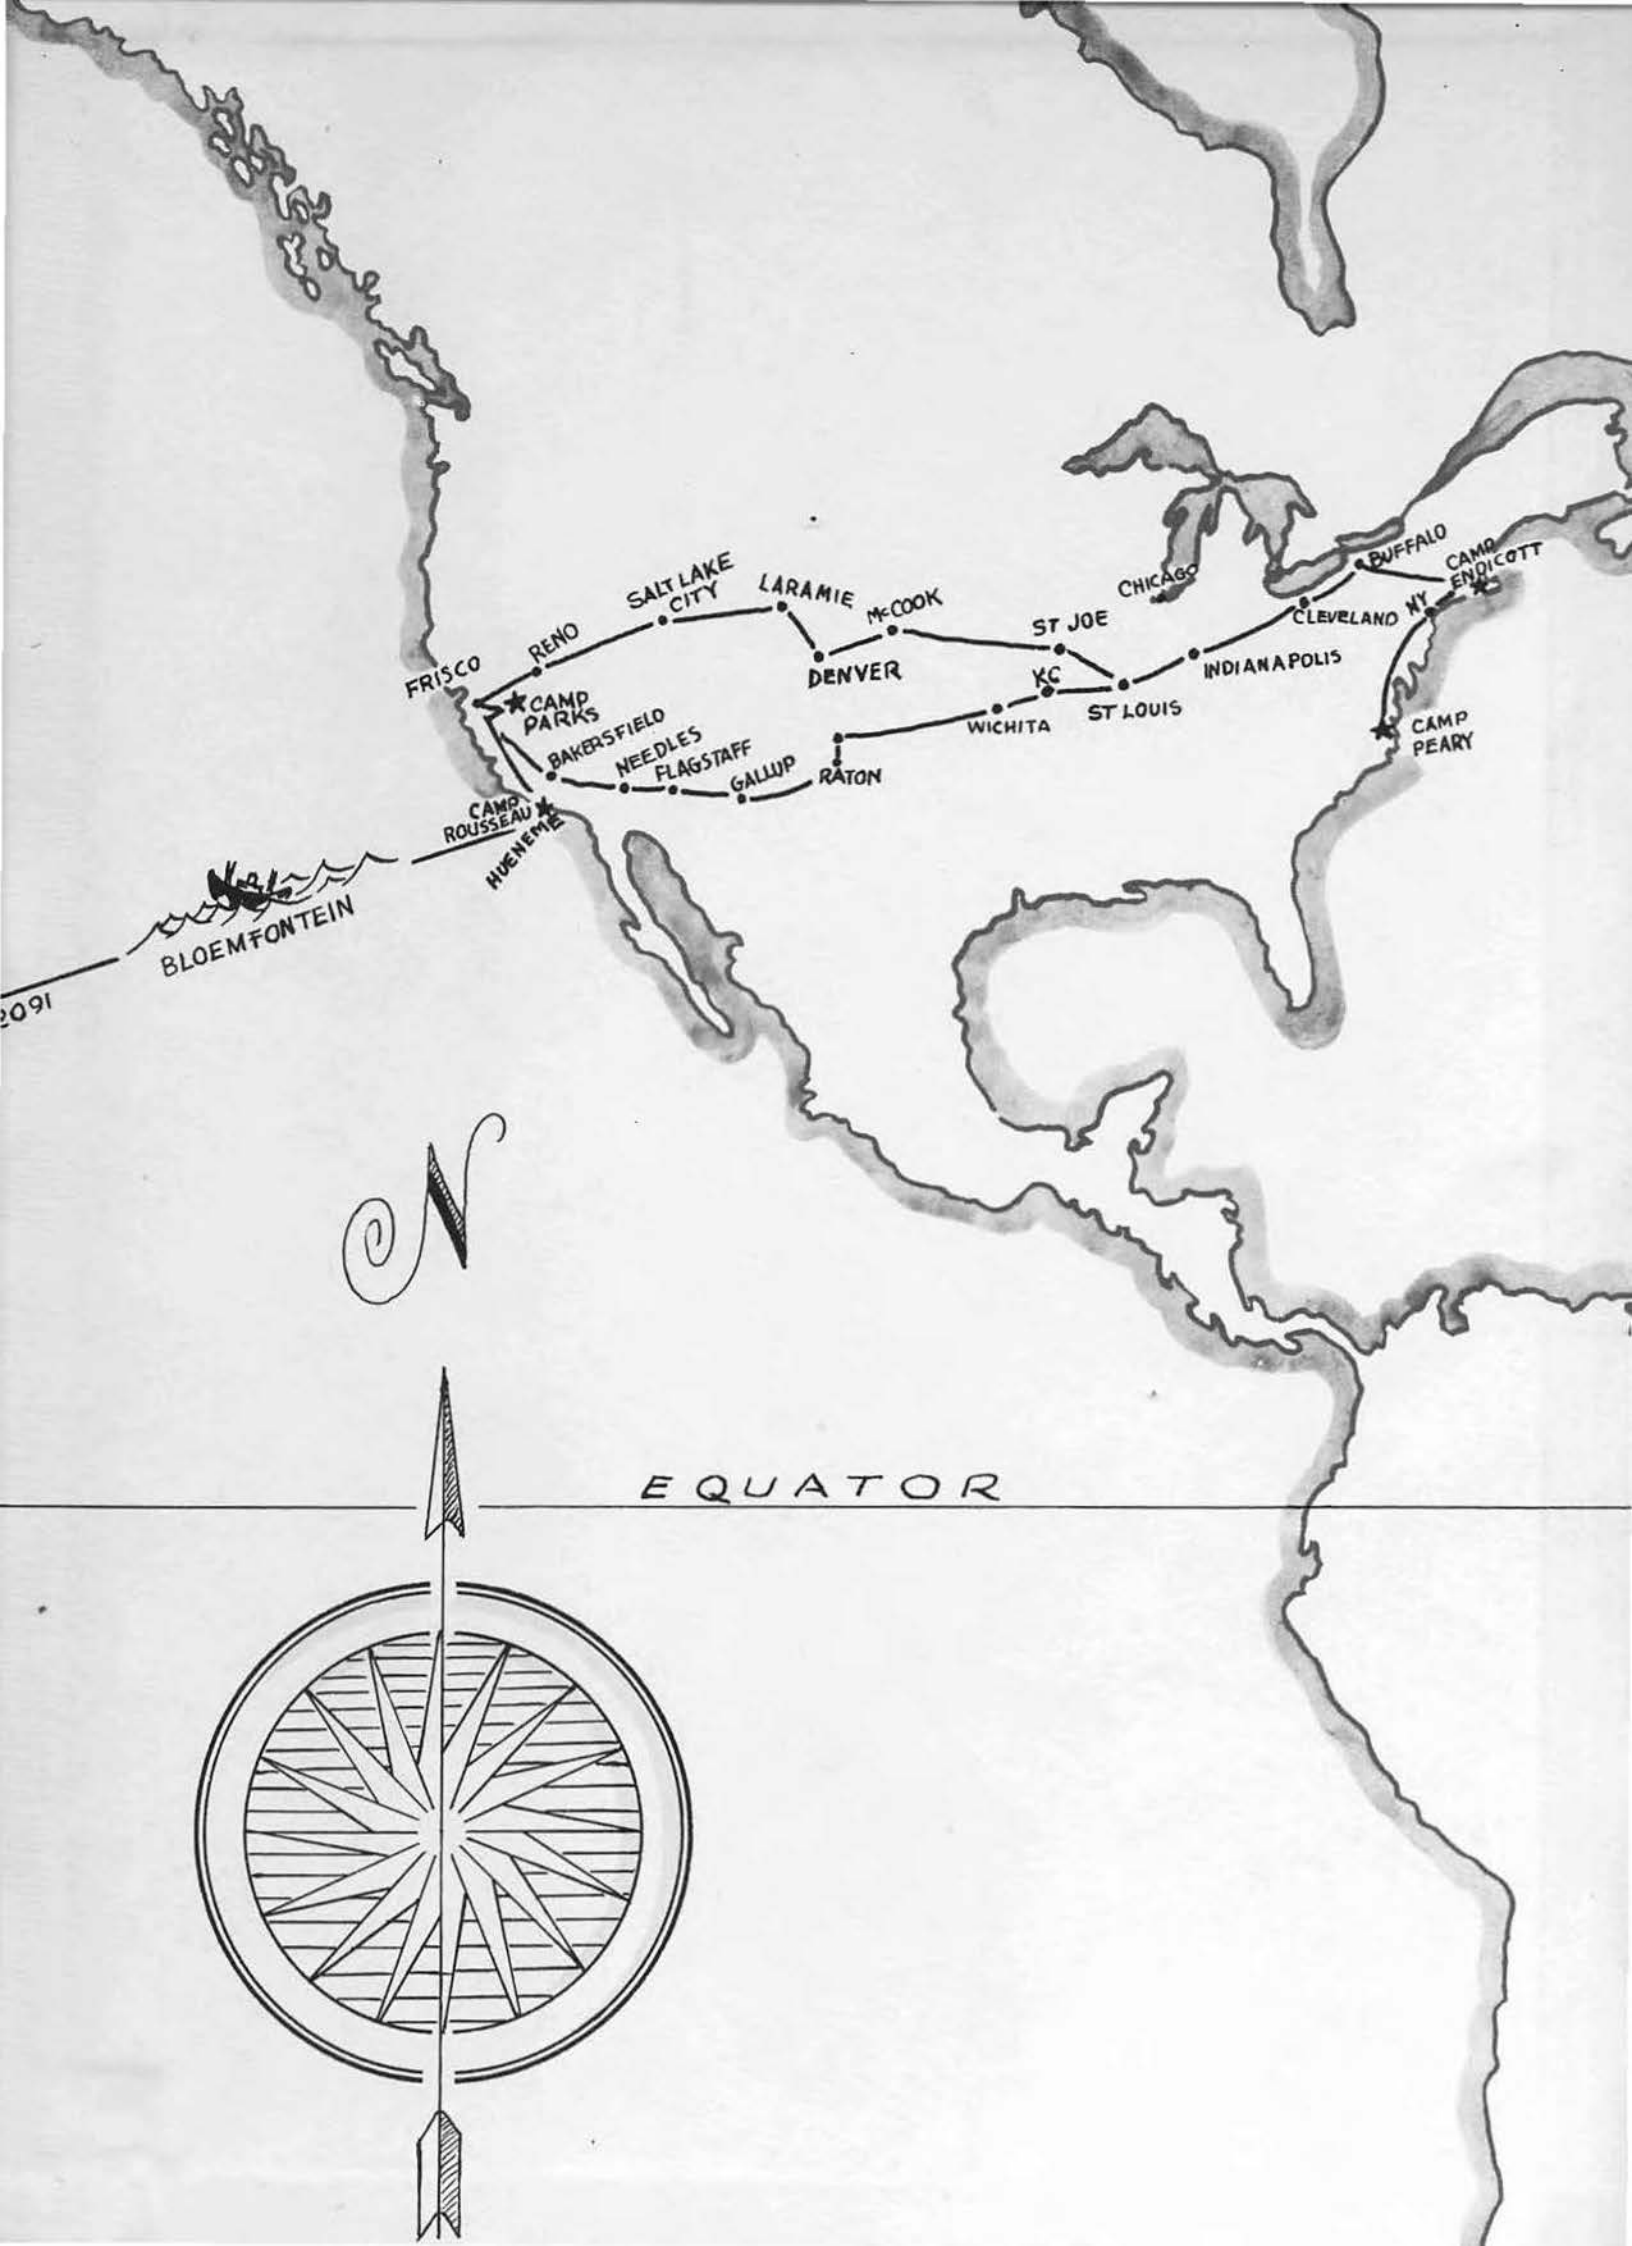 BUFFALO
CAMP
ENDICOTT
CHICAGO
SALT LAKE
CITY
LARAMIE
McCOOK
ST JOE
CLEVELAND
NY
RENO
FRISCO
DENVER
KC
INDIANAPOLIS
CAMP
PARKS
WICHITA
ST LOUIS
CAMP
PEARY
BAKERSFIELD
NEEDLES
FLAGSTAFF
GALLUP
RATON
CAMP
ROUSSEAU
HUENEME
BLOEMFONTEIN
2091
N
EQUATOR